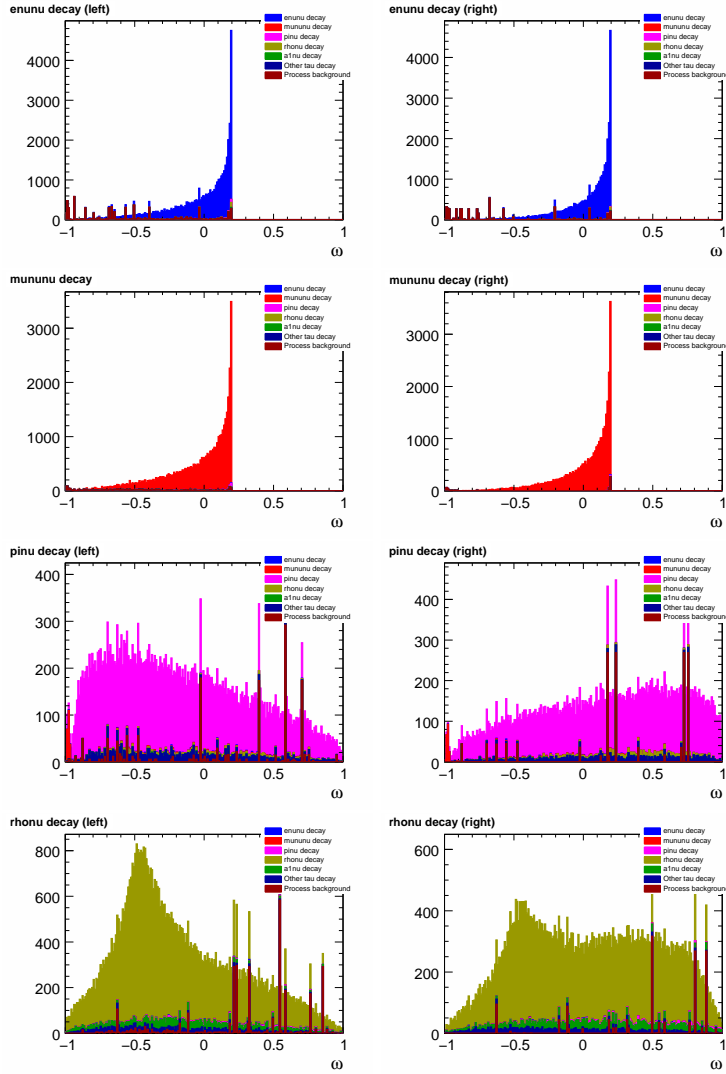 enunu decay (left)
enunu decay
mununu decay
pinu decay
rhonu decay
a1nu decay
Other tau decay
Process background
4000
3000
2000
1000
0
−1 −0.5 0 0.5 1
ω
enunu decay (right)
enunu decay
mununu decay
pinu decay
rhonu decay
a1nu decay
Other tau decay
Process background
4000
3000
2000
1000
0
−1 −0.5 0 0.5 1
ω
mununu decay
enunu decay
mununu decay
pinu decay
rhonu decay
a1nu decay
Other tau decay
Process background
3000
2000
1000
0
−1 −0.5 0 0.5 1
ω
mununu decay (right)
enunu decay
mununu decay
pinu decay
rhonu decay
a1nu decay
Other tau decay
Process background
3000
2000
1000
0
−1 −0.5 0 0.5 1
ω
pinu decay (left)
enunu decay
mununu decay
pinu decay
rhonu decay
a1nu decay
Other tau decay
Process background
400
300
200
100
0
−1 −0.5 0 0.5 1
ω
pinu decay (right)
enunu decay
mununu decay
pinu decay
rhonu decay
a1nu decay
Other tau decay
Process background
400
300
200
100
0
−1 −0.5 0 0.5 1
ω
rhonu decay (left)
enunu decay
mununu decay
pinu decay
rhonu decay
a1nu decay
Other tau decay
Process background
800
600
400
200
0
−1 −0.5 0 0.5 1
ω
rhonu decay (right)
enunu decay
mununu decay
pinu decay
rhonu decay
a1nu decay
Other tau decay
Process background
600
400
200
0
−1 −0.5 0 0.5 1
ω